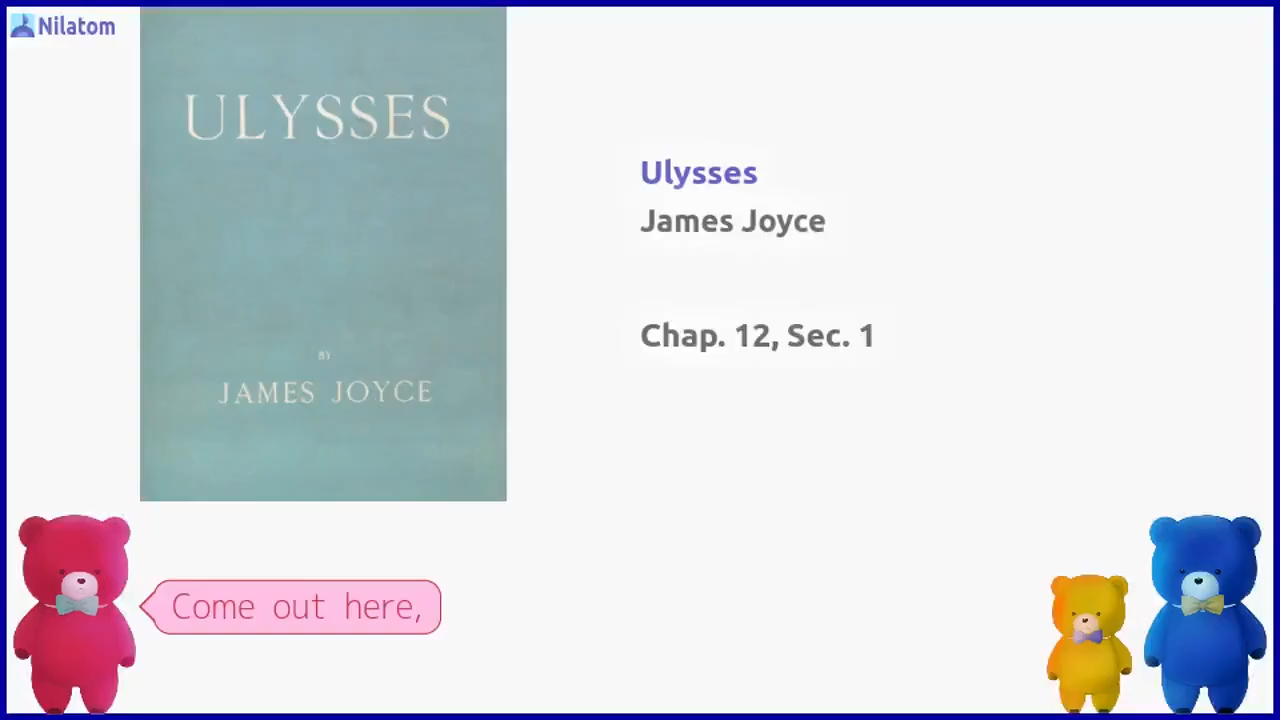 Nilatom
ULYSSES
BY
JAMES JOYCE
Ulysses
James Joyce
Chap. 12, Sec. 1
Come out here,